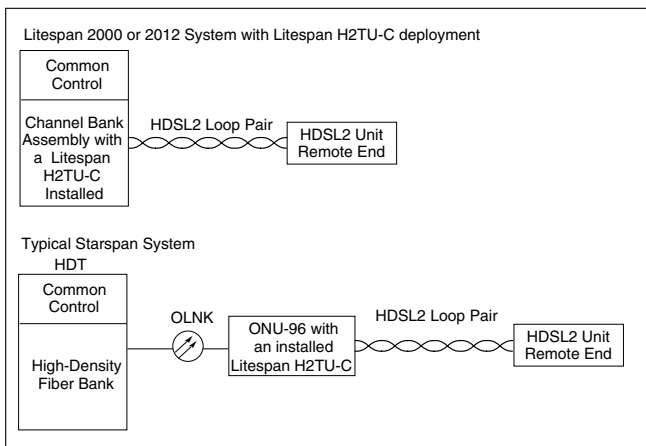 Litespan 2000 or 2012 System with Litespan H2TU-C deployment
Common
Control
Channel Bank
Assembly with
a Litespan
H2TU-C
Installed
HDSL2 Loop Pair
HDSL2 Unit
Remote End
Typical Starspan System
HDT
Common
Control
High-Density
Fiber Bank
OLNK
ONU-96 with
an installed
Litespan H2TU-C
HDSL2 Loop Pair
HDSL2 Unit
Remote End